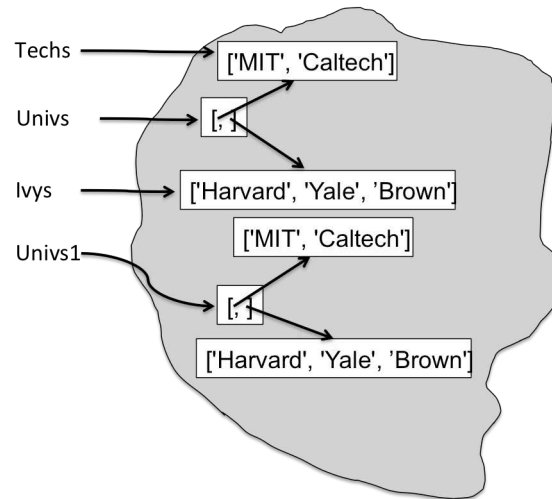 Techs
['MIT', 'Caltech']
Univs
[, ]
Ivys
['Harvard', 'Yale', ’Brown']
['MIT', 'Caltech']
Univs1
[, ]
['Harvard', 'Yale', ’Brown']